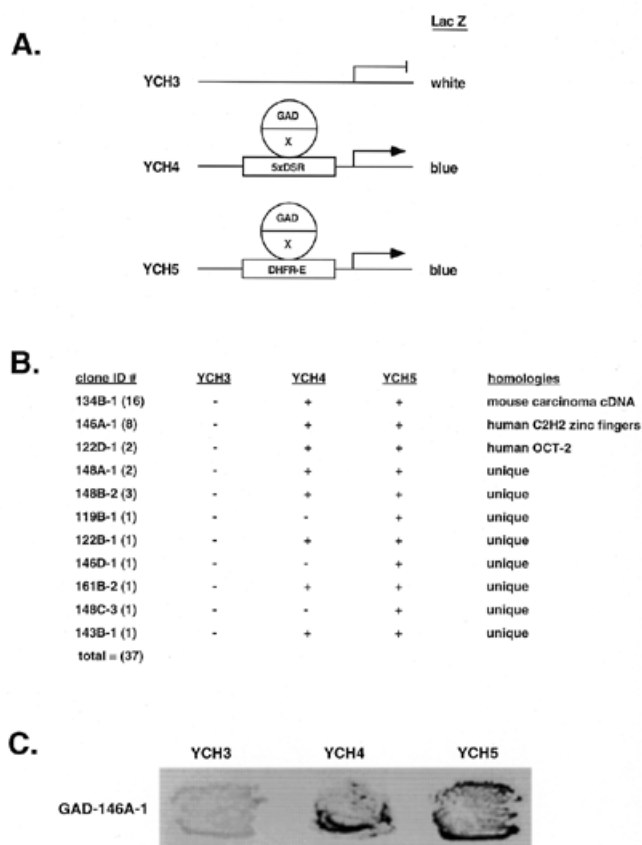 Lac Z
A.
YCH3 white
GAD
X
YCH4 5xDSR blue
GAD
X
YCH5 DHFR-E blue
B.
clone ID # YCH3 YCH4 YCH5 homologies
134B-1 (16) - + + mouse carcinoma cDNA
146A-1 (8) - + + human C2H2 zinc fingers
122D-1 (2) - + + human OCT-2
148A-1 (2) - + + unique
148B-2 (3) - + + unique
119B-1 (1) - - + unique
122B-1 (1) - + + unique
146D-1 (1) - - + unique
161B-2 (1) - + + unique
148C-3 (1) - - + unique
143B-1 (1) - + + unique
total = (37)
C.
YCH3 YCH4 YCH5
GAD-146A-1